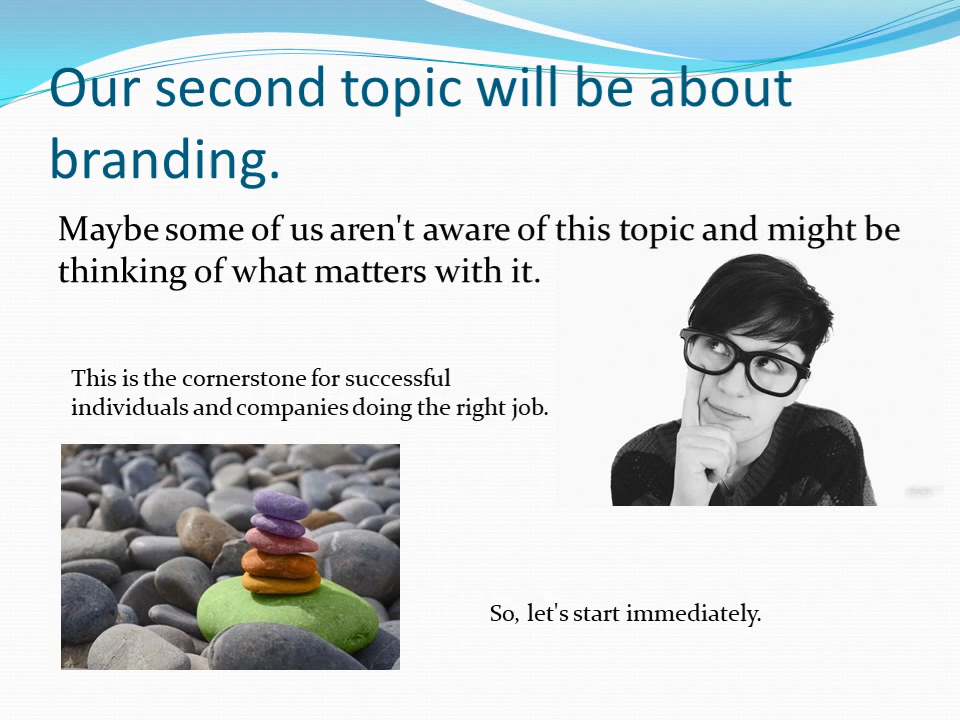 Our second topic will be about
branding.
Maybe some of us aren't aware of this topic and might be
thinking of what matters with it.
This is the cornerstone for successful
individuals and companies doing the right job.
So, let's start immediately.